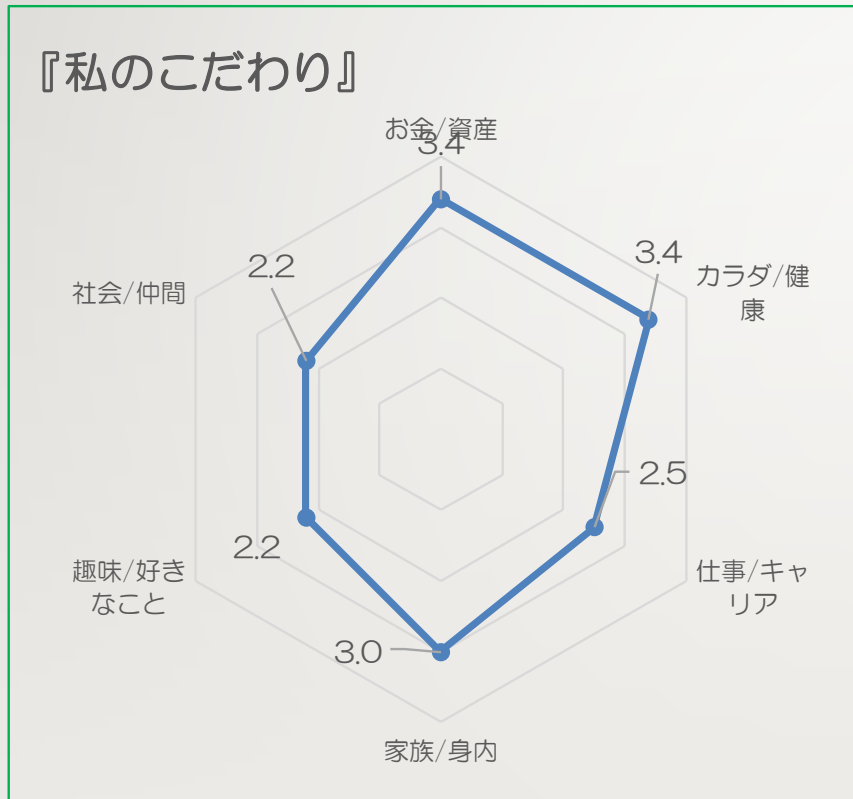 『私のこだわり』
お金/資産
3.4
3.4
カラダ/健
康
2.2
社会/仲間
2.5
2.2
趣味/好き
なこと
仕事/キャ
リア
3.0
家族/身内